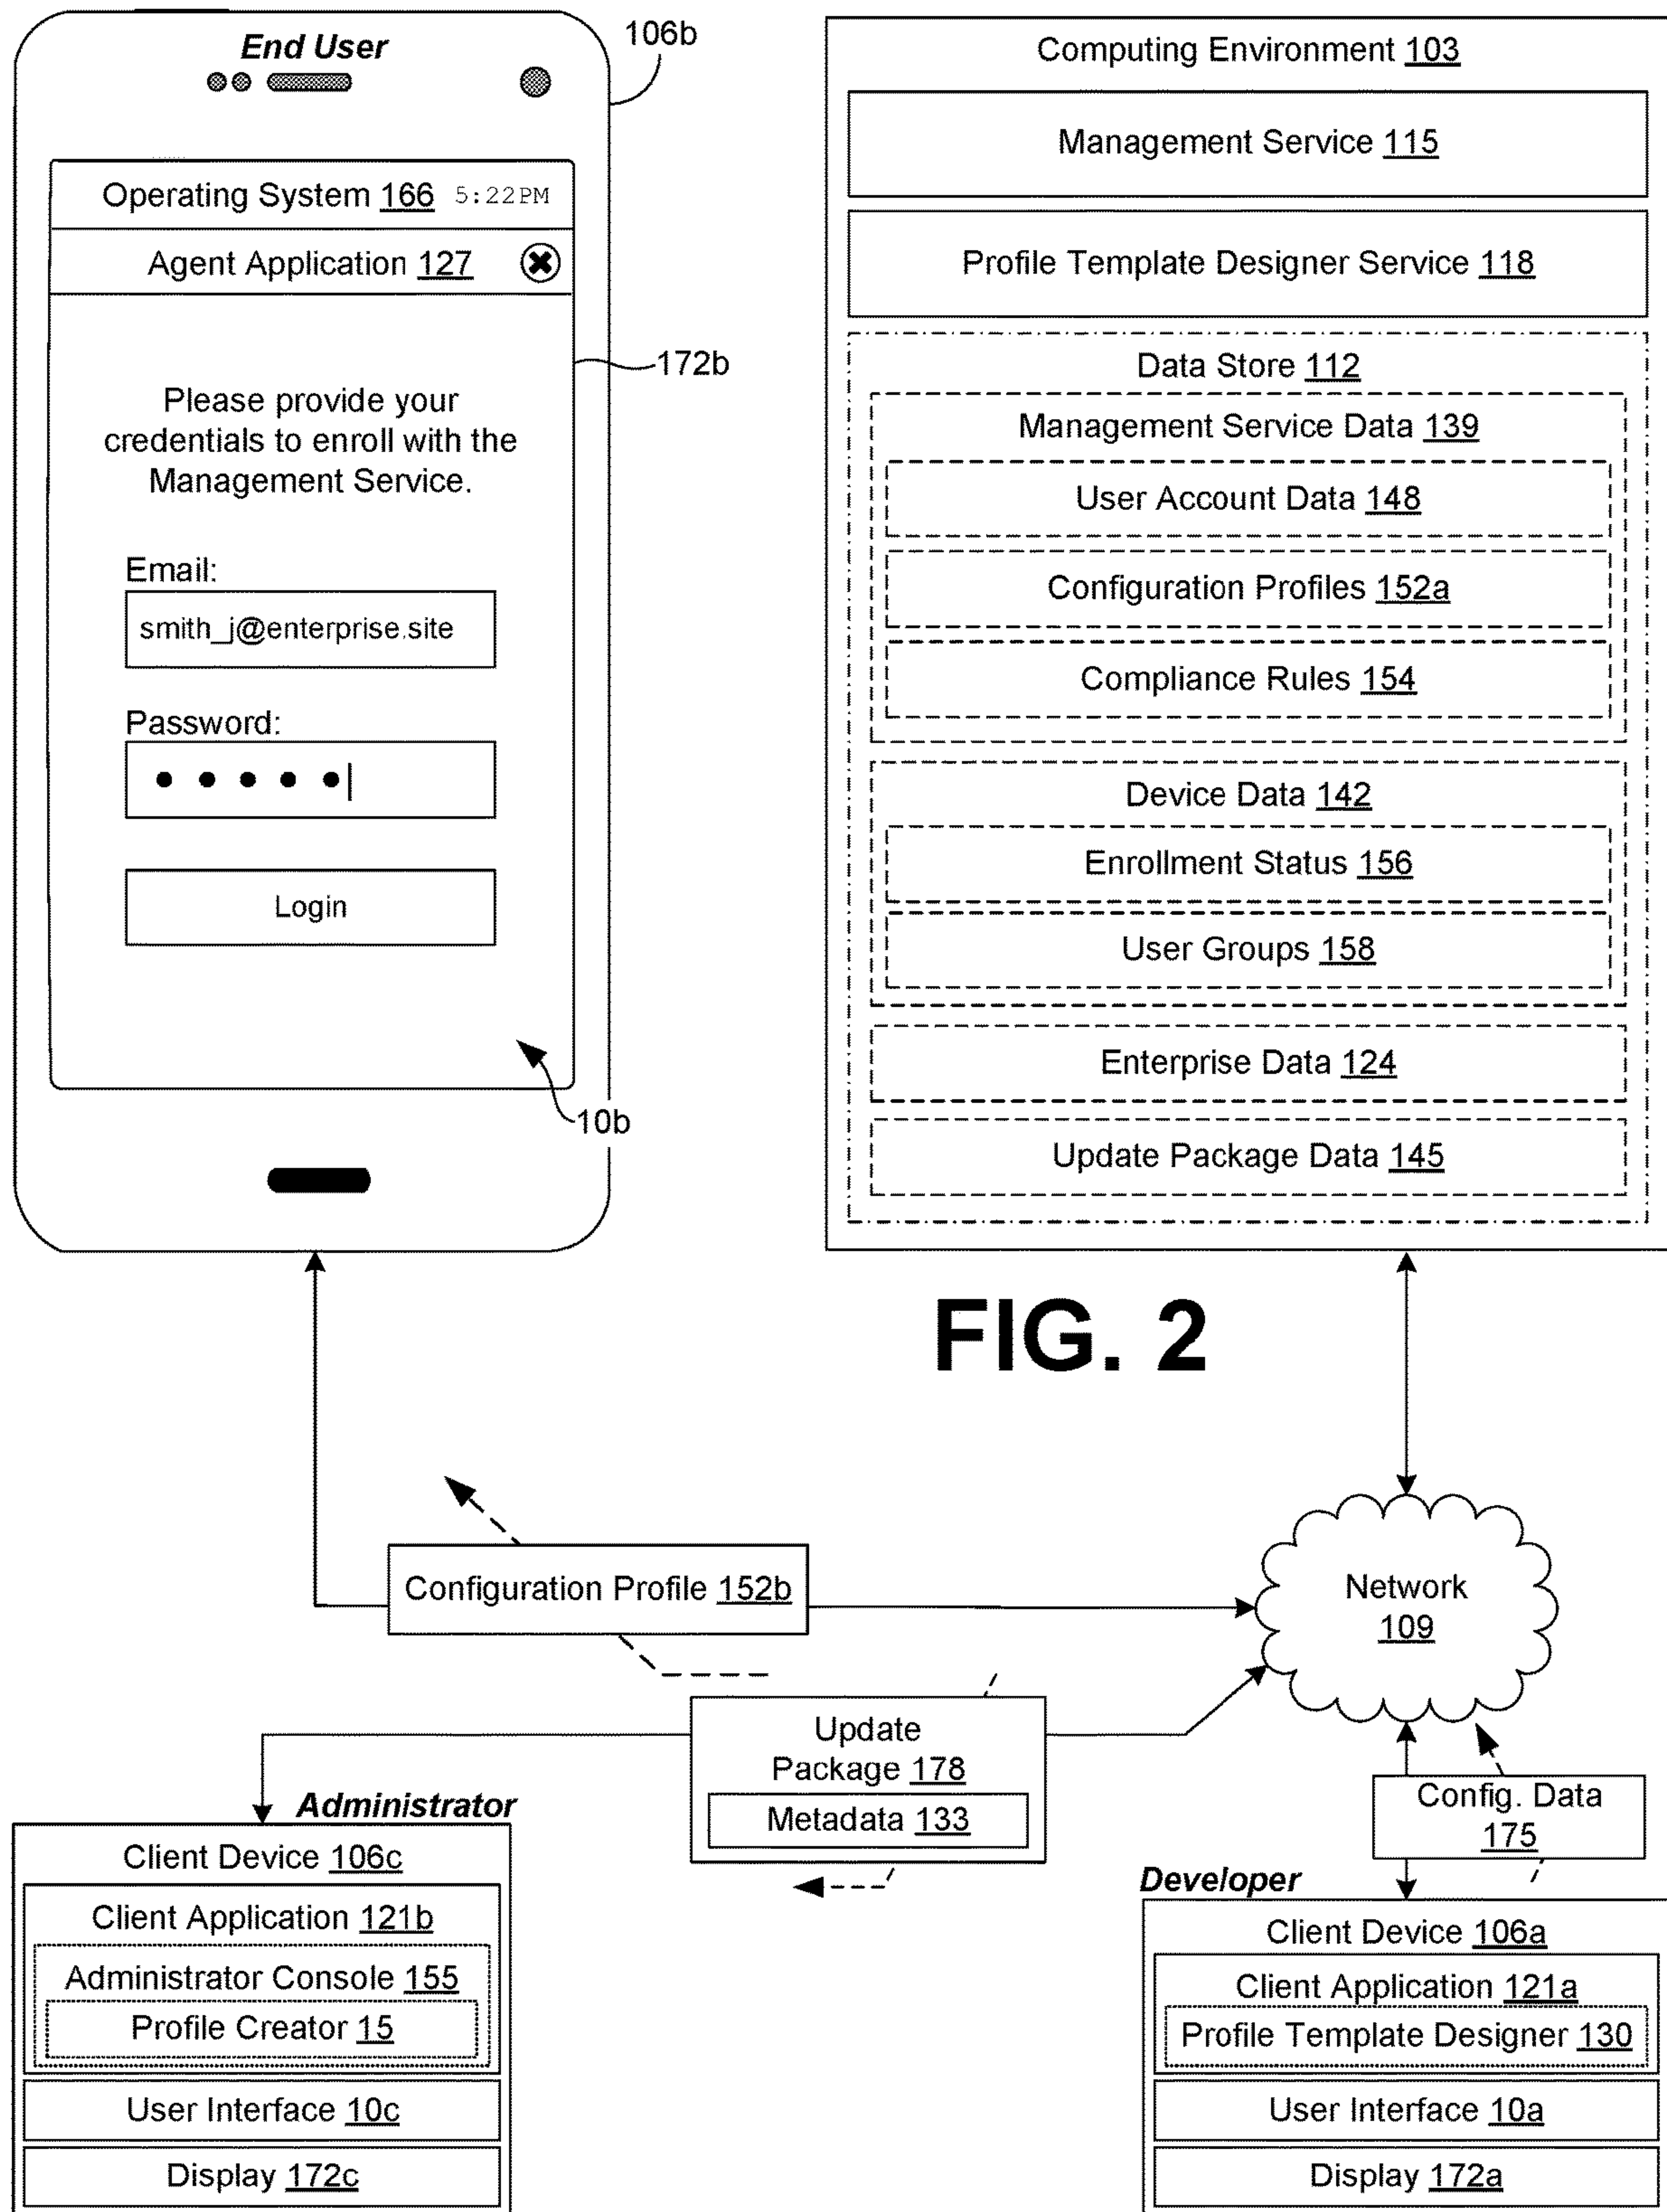 End User
106b
Operating System 166 5:22PM
Agent Application 127
172b
Please provide your
credentials to enroll with the
Management Service.
Email:
smith_j@enterprise.site
Password:
Login
10b
Computing Environment 103
Management Service 115
Profile Template Designer Service 118
Data Store 112
Management Service Data 139
User Account Data 148
Configuration Profiles 152a
Compliance Rules 154
Device Data 142
Enrollment Status 156
User Groups 158
Enterprise Data 124
Update Package Data 145
FIG. 2
Configuration Profile 152b
Network
109
Update
Package 178
Metadata 133
Config. Data
175
Administrator
Client Device 106c
Client Application 121b
Administrator Console 155
Profile Creator 15
User Interface 10c
Display 172c
Developer
Client Device 106a
Client Application 121a
Profile Template Designer 130
User Interface 10a
Display 172a